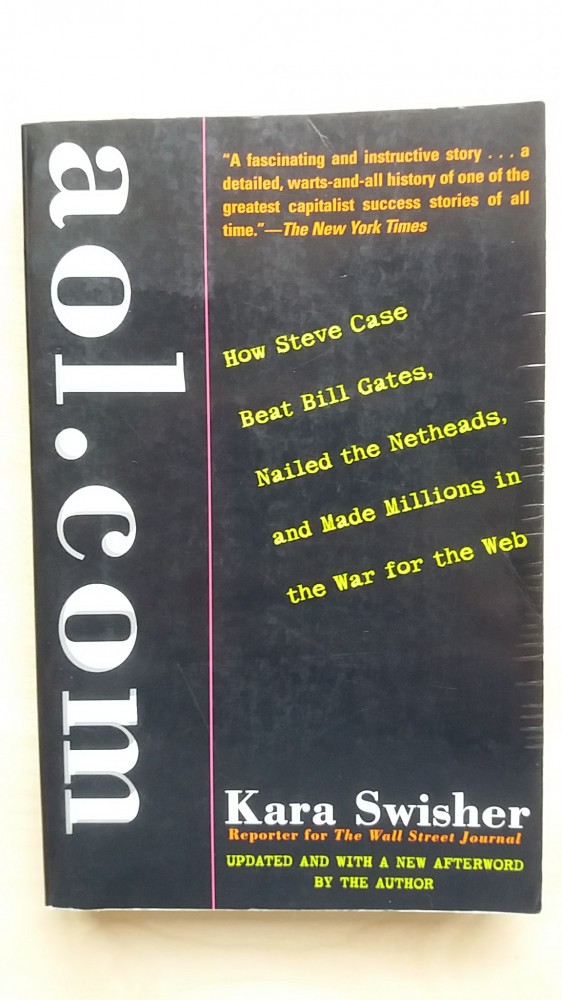 aol.com
"A fascinating and instructive story . . . a
detailed, warts-and-all history of one of the
greatest capitalist success stories of all
time."—The New York Times
How Steve Case
Beat Bill Gates,
Nailed the Netheads,
and Made Millions in
the War for the Web
Kara Swisher
Reporter for The Wall Street Journal
UPDATED AND WITH A NEW AFTERWORD
BY THE AUTHOR